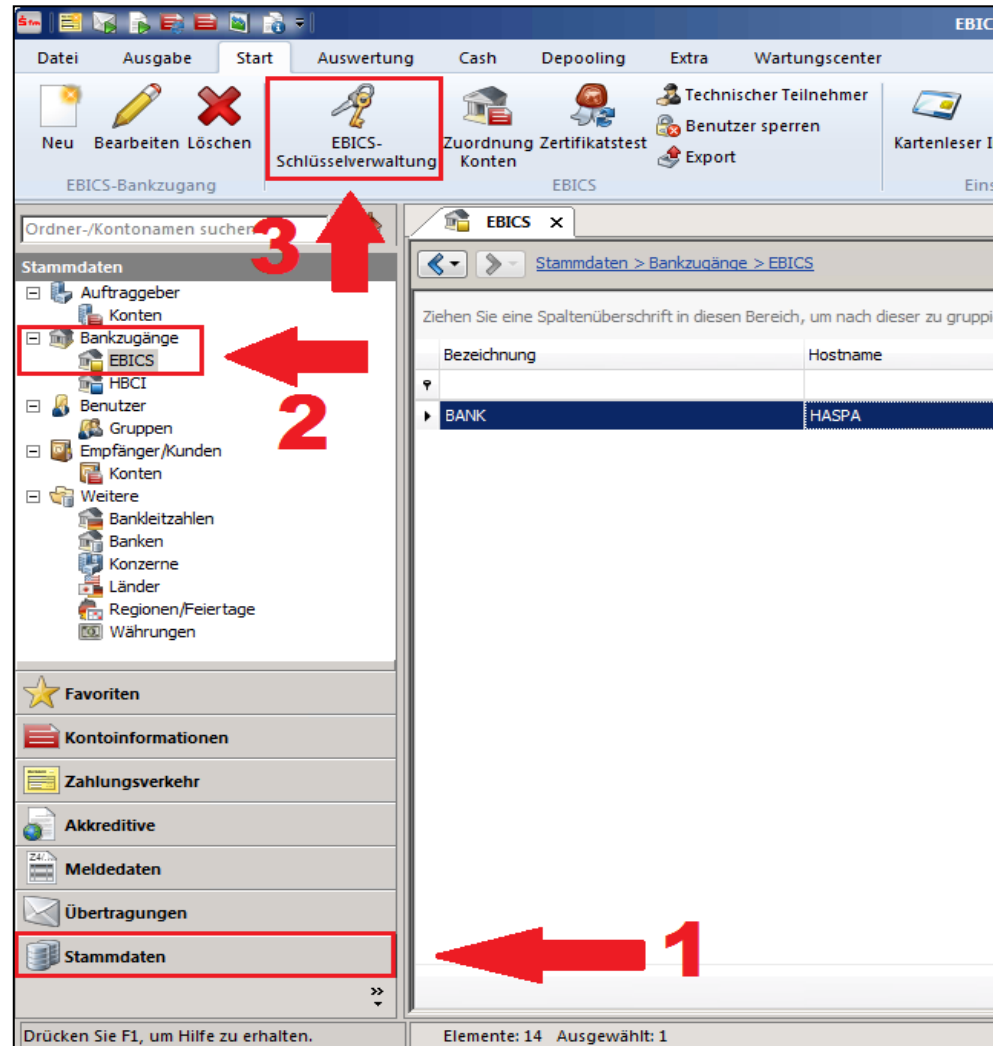 EBIC
Datei Ausgabe Start Auswertung Cash Depooling Extra Wartungscenter
Neu Bearbeiten Löschen
EBICS-Bankzugang
EBICS-
Schlüsselverwaltung
Zuordnung
Konten
Zertifikatstest
Technischer Teilnehmer
Benutzer sperren
Export
EBICS
Kartenleser I
Eins
Ordner-/Kontonamen suchen
3
Stammdaten
Auftraggeber
Konten
Bankzugänge
EBICS
HBCI
Benutzer
Gruppen
Empfänger/Kunden
Konten
Weitere
Bankleitzahlen
Banken
Konzerne
Länder
Regionen/Feiertage
Währungen
2
Favoriten
Kontoinformationen
Zahlungsverkehr
Akkreditive
Meldedaten
Übertragungen
Stammdaten
1
EBICS X
Stammdaten > Bankzugänge > EBICS
Ziehen Sie eine Spaltenüberschrift in diesen Bereich, um nach dieser zu gruppi
Bezeichnung Hostname
BANK HASPA
Drücken Sie F1, um Hilfe zu erhalten. Elemente: 14 Ausgewählt: 1